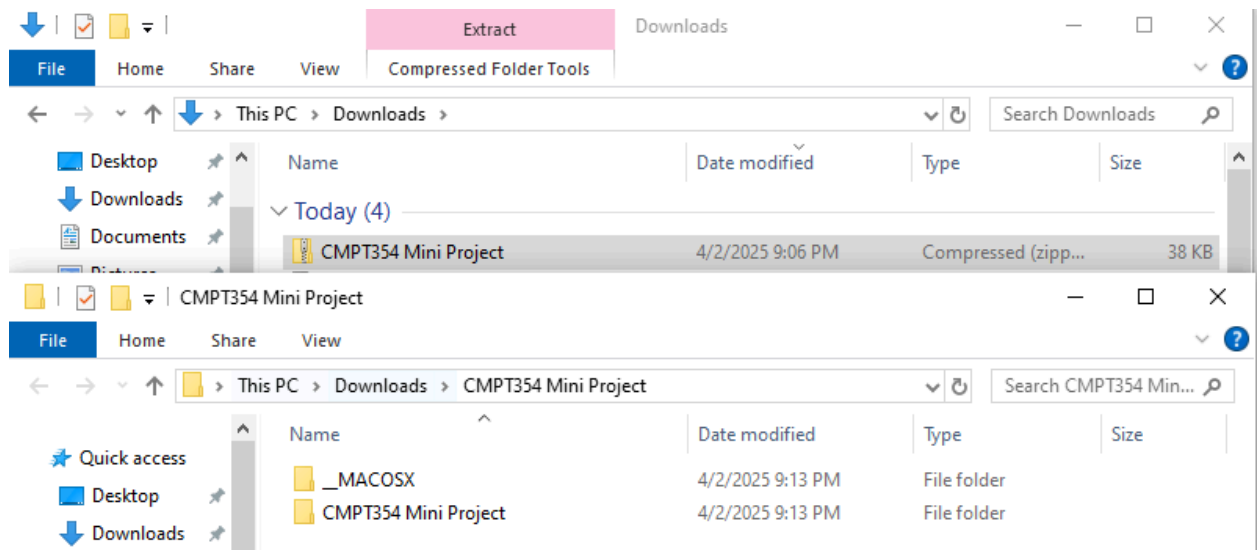 Extract Downloads
File Home Share View Compressed Folder Tools
This PC > Downloads > Search Downloads
Desktop Name Date modified Type Size
Downloads Today (4)
Documents CMPT354 Mini Project 4/2/2025 9:06 PM Compressed (zipp... 38 KB
Pictures
CMPT354 Mini Project
File Home Share View
This PC > Downloads > CMPT354 Mini Project Search CMPT354 Min...
Name Date modified Type Size
Quick access
__MACOSX 4/2/2025 9:13 PM File folder
Desktop
CMPT354 Mini Project 4/2/2025 9:13 PM File folder
Downloads